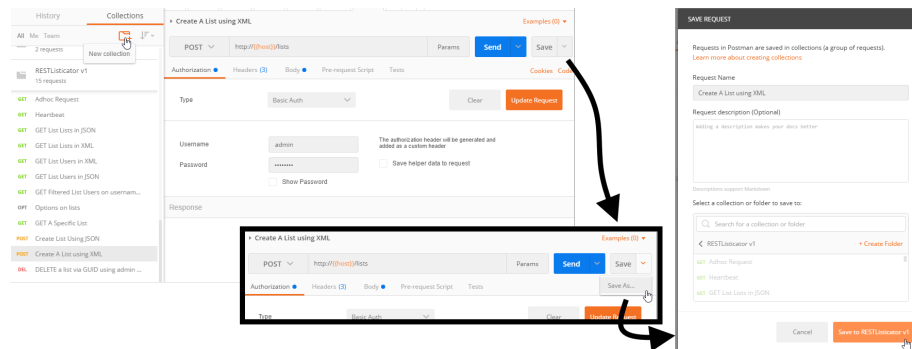 History
Collections
All Me Team
New collection
2 requests
RESTListicator v1
15 requests
GET Adhoc Request
GET Heartbeat
GET GET List Lists in JSON
GET GET List Lists in XML
GET GET List Users in XML
GET GET List Users in JSON
GET GET Filtered List Users on usernam...
OPT Options on lists
GET GET A Specific List
POST Create List Using JSON
POST Create A List using XML
DEL DELETE a list via GUID using admin ...
Create A List using XML
Examples (0)
POST http://{{host}}/lists Params Send Save
Authorization Headers (3) Body Pre-request Script Tests Cookies Code
Type Basic Auth Clear Update Request
Username admin
The authorization header will be generated and
added as a custom header
Password ••••••••
Save helper data to request
Show Password
Response
Create A List using XML
Examples (0)
POST http://{{host}}/lists Params Send Save
Save As...
Authorization Headers (3) Body Pre-request Script Tests
Type Basic Auth Clear Update Request
SAVE REQUEST
Requests in Postman are saved in collections (a group of requests).
Learn more about creating collections
Request Name
Create A List using XML
Request description (Optional)
Adding a description makes your docs better
Descriptions support Markdown
Select a collection or folder to save to:
Search for a collection or folder
RESTListicator v1 + Create Folder
GET Adhoc Request
GET Heartbeat
GET GET List Lists in JSON
Cancel Save to RESTListicator v1